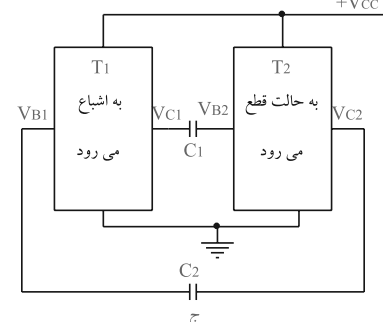 +VCC
T1
T2
به اشباع
می رود
به حالت قطع
می رود
VB1
VC1
VB2
VC2
C1
C2
ج